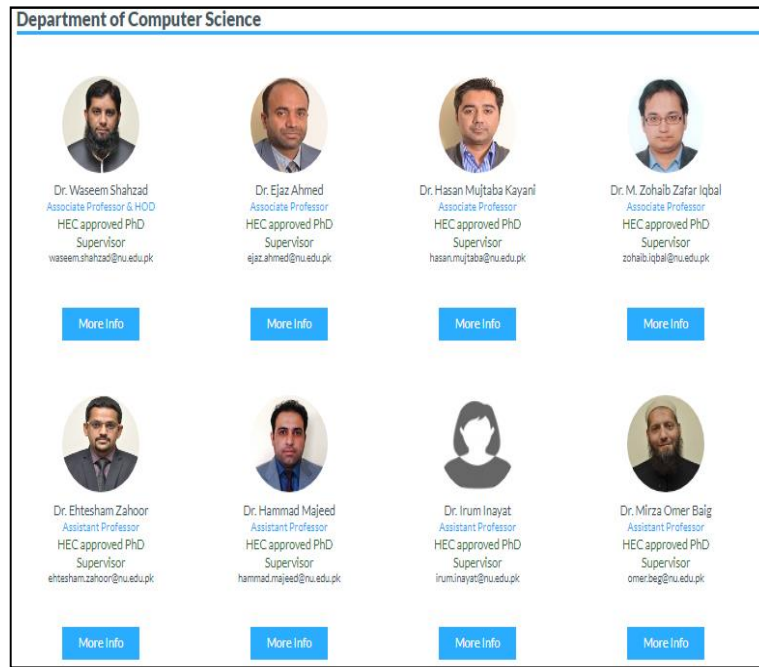 Department of Computer Science
Dr. Waseem Shahzad
Associate Professor & HOD
HEC approved PhD
Supervisor
waseem.shahzad@nu.edu.pk
More Info
Dr. Ejaz Ahmed
Associate Professor
HEC approved PhD
Supervisor
ejaz.ahmed@nu.edu.pk
More Info
Dr. Hasan Mujtaba Kayani
Associate Professor
HEC approved PhD
Supervisor
hasan.mujtaba@nu.edu.pk
More Info
Dr. M. Zohaib Zafar Iqbal
Associate Professor
HEC approved PhD
Supervisor
zohaib.iqbal@nu.edu.pk
More Info
Dr. Ehtesham Zahoor
Assistant Professor
HEC approved PhD
Supervisor
ehtesham.zahoor@nu.edu.pk
More Info
Dr. Hammad Majeed
Assistant Professor
HEC approved PhD
Supervisor
hammad.majeed@nu.edu.pk
More Info
Dr. Irum Inayat
Assistant Professor
HEC approved PhD
Supervisor
irum.inayat@nu.edu.pk
More Info
Dr. Mirza Omer Baig
Assistant Professor
HEC approved PhD
Supervisor
omer.beg@nu.edu.pk
More Info